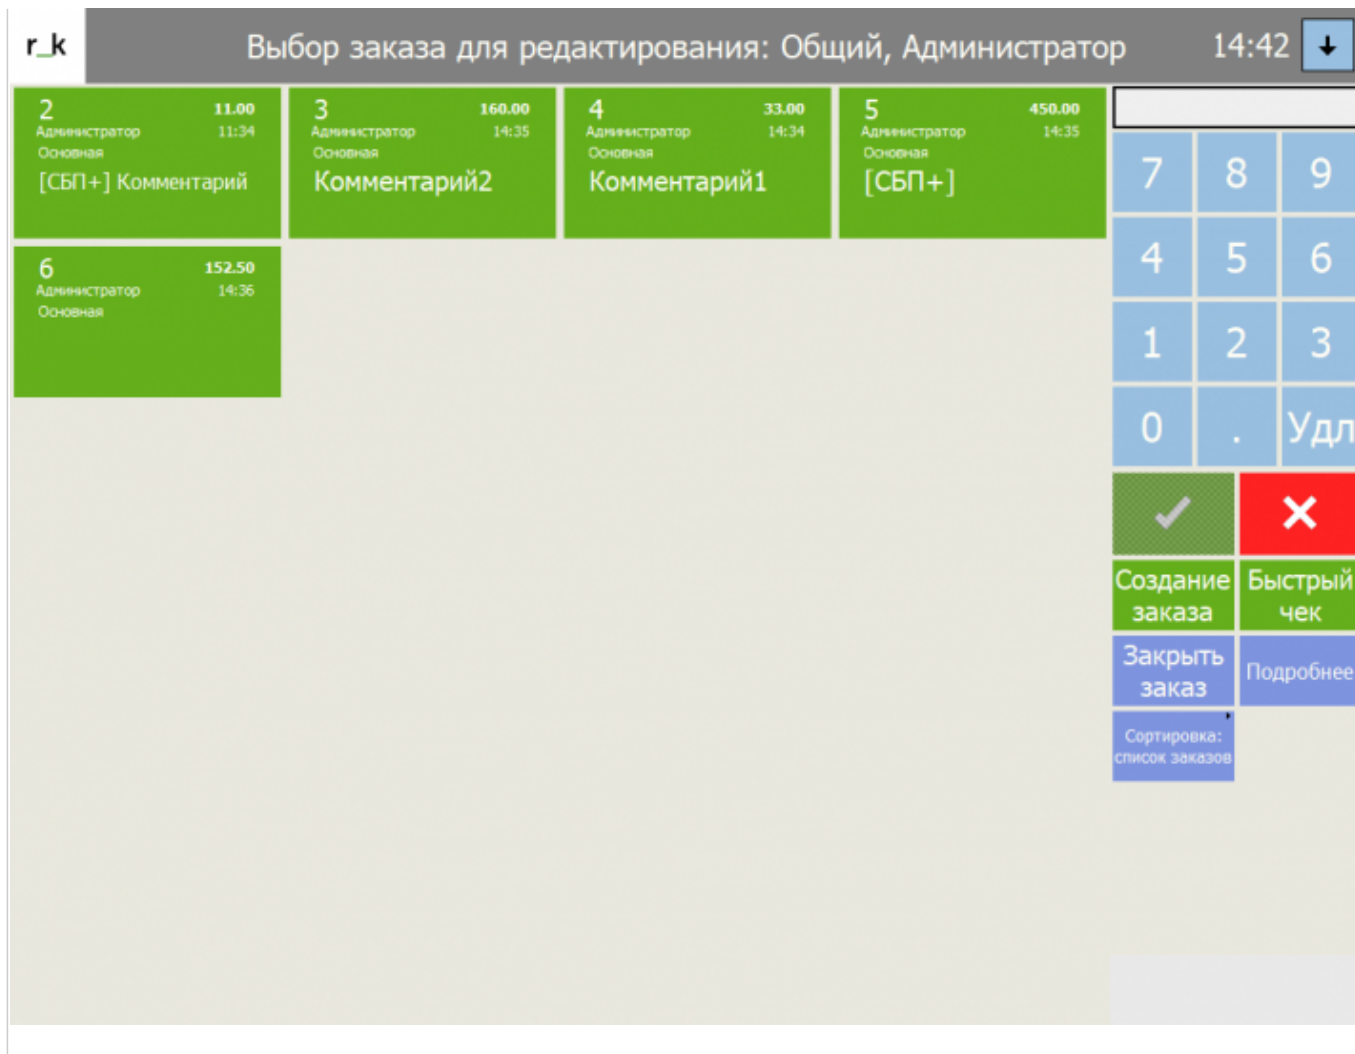 r_k
Выбор заказа для редактирования: Общий, Администратор
14:42
2 11.00
Администратор 11:34
Основная
[СБП+] Комментарий
3 160.00
Администратор 14:35
Основная
Комментарий2
4 33.00
Администратор 14:34
Основная
Комментарий1
5 450.00
Администратор 14:35
Основная
[СБП+]
6 152.50
Администратор 14:36
Основная
7 8 9
4 5 6
1 2 3
0 . Удл
Создание
заказа
Быстрый
чек
Закрыть
заказ
Подробнее
Сортировка:
список заказов